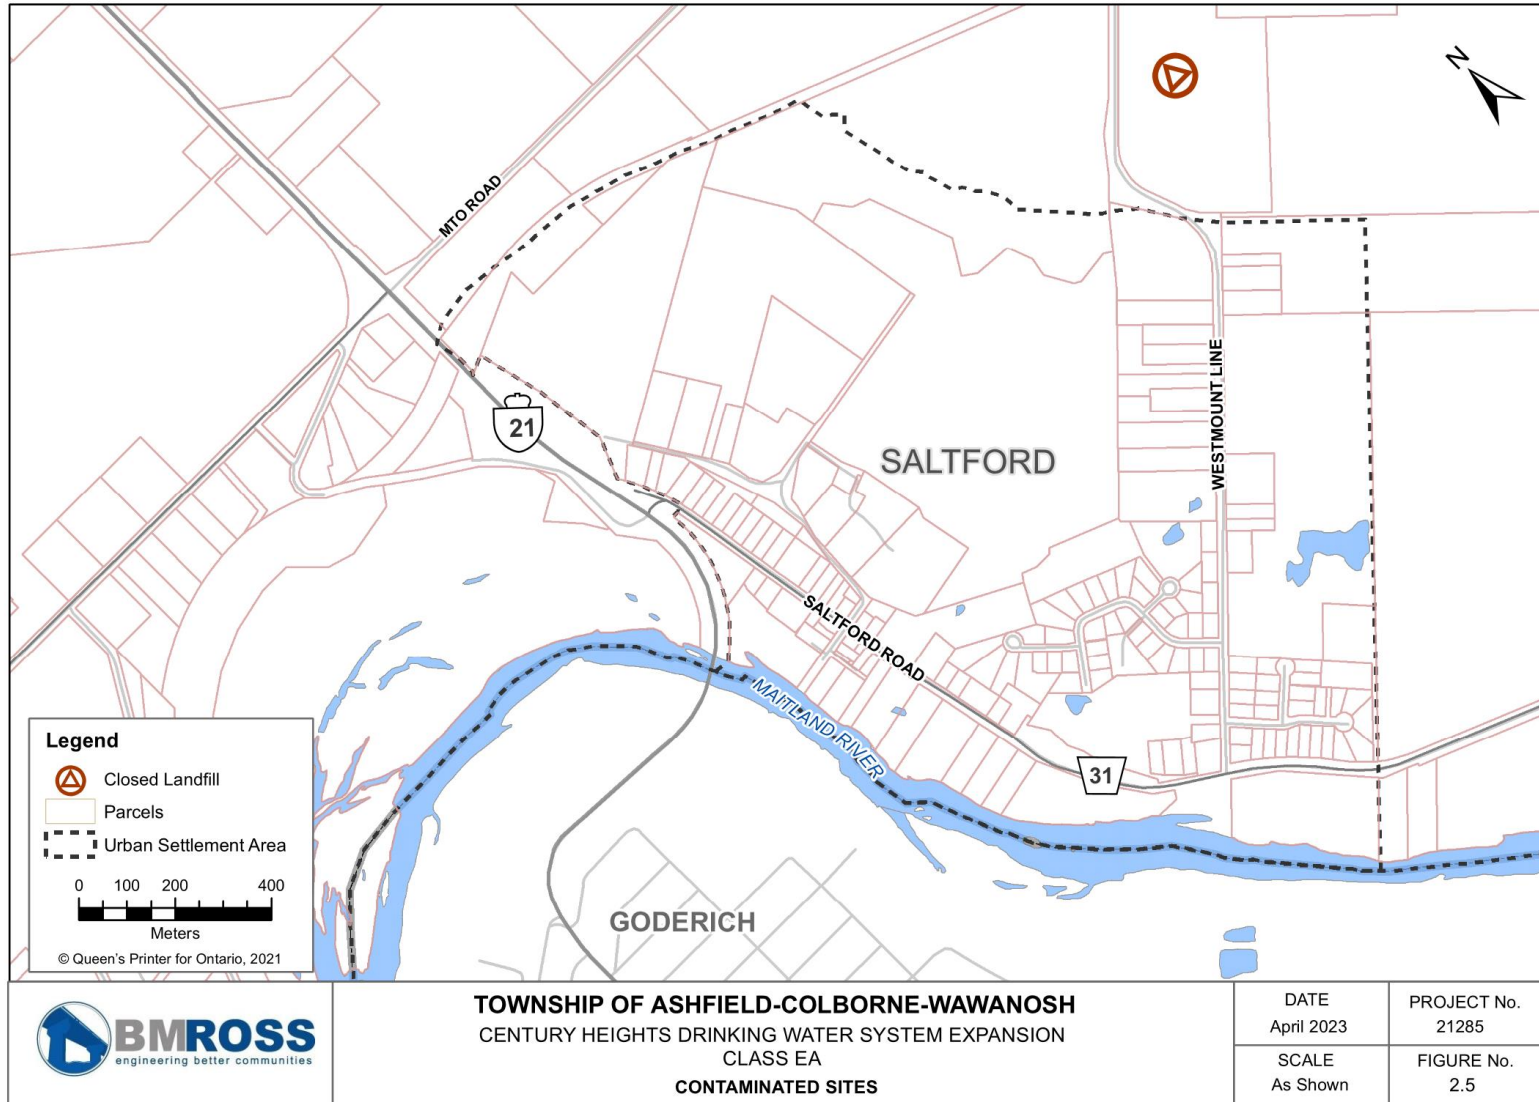 N
MTO ROAD
21
SALTFORD
WESTMOUNT LINE
SALTFORD ROAD
MAITLAND RIVER
31
GODERICH
Legend
Closed Landfill
Parcels
Urban Settlement Area
0 100 200 400
Meters
© Queen's Printer for Ontario, 2021
BMROSS
engineering better communities
TOWNSHIP OF ASHFIELD-COLBORNE-WAWANOSH
CENTURY HEIGHTS DRINKING WATER SYSTEM EXPANSION
CLASS EA
CONTAMINATED SITES
DATE
April 2023
PROJECT No.
21285
SCALE
As Shown
FIGURE No.
2.5